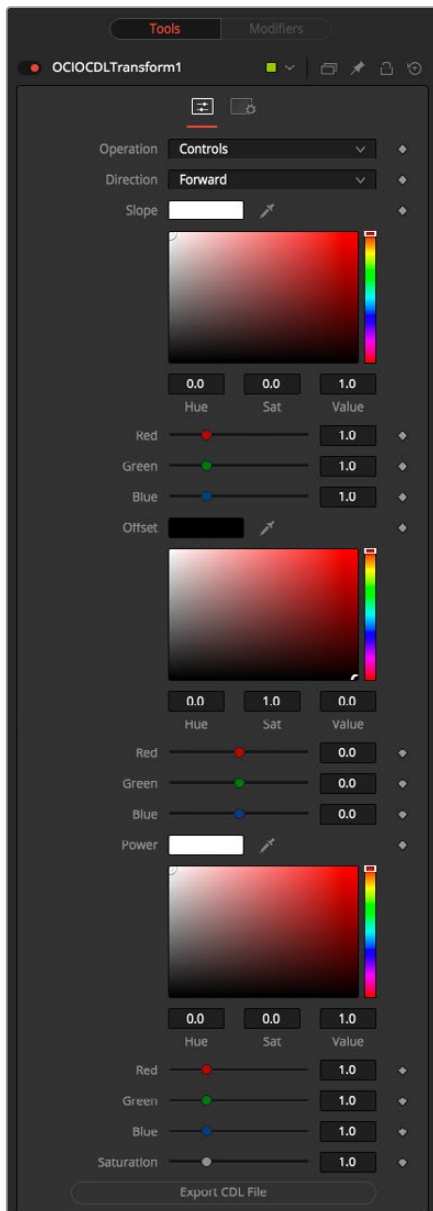 Tools Modifiers
OCIOCDLTransform1
Operation Controls
Direction Forward
Slope
0.0 0.0 1.0
Hue Sat Value
Red 1.0
Green 1.0
Blue 1.0
Offset
0.0 1.0 0.0
Hue Sat Value
Red 0.0
Green 0.0
Blue 0.0
Power
0.0 0.0 1.0
Hue Sat Value
Red 1.0
Green 1.0
Blue 1.0
Saturation 1.0
Export CDL File